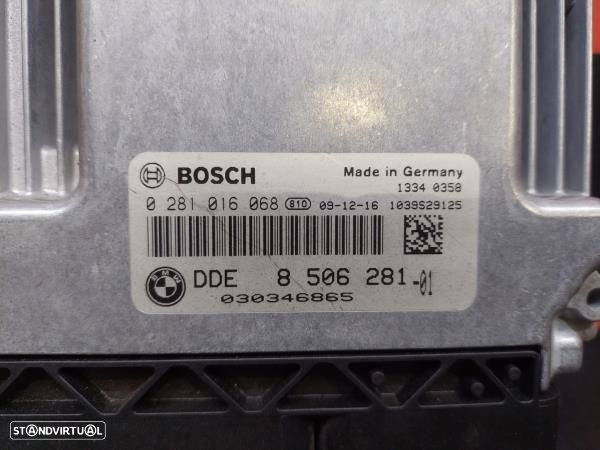 BOSCH
Made in Germany
1334 0358
0 281 016 068 810 09-12-16 1039S29125
BMW
DDE 8 506 281-01
030346865
STANDVIRTUAL